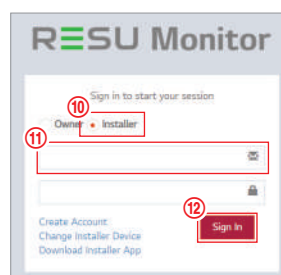 RESU Monitor
Sign in to start your session
⑩
Owner Installer
⑪
⑫
Create Account
Change Installer Device
Download Installer App
Sign In